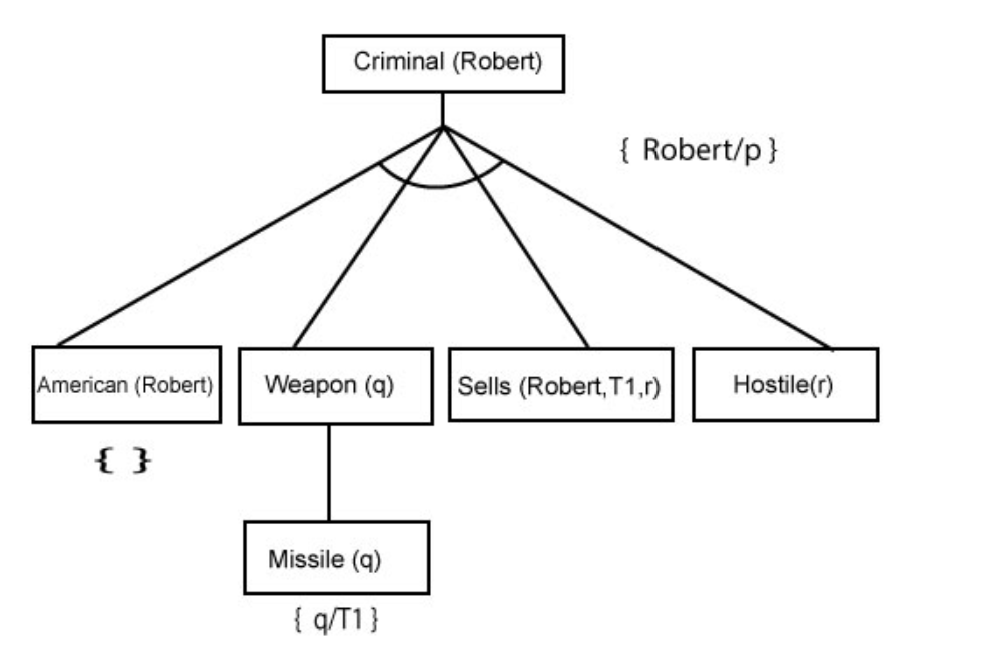 Criminal (Robert)
{ Robert/p }
American (Robert)
Weapon (q)
Sells (Robert,T1,r)
Hostile(r)
{ }
Missile (q)
{ q/T1 }